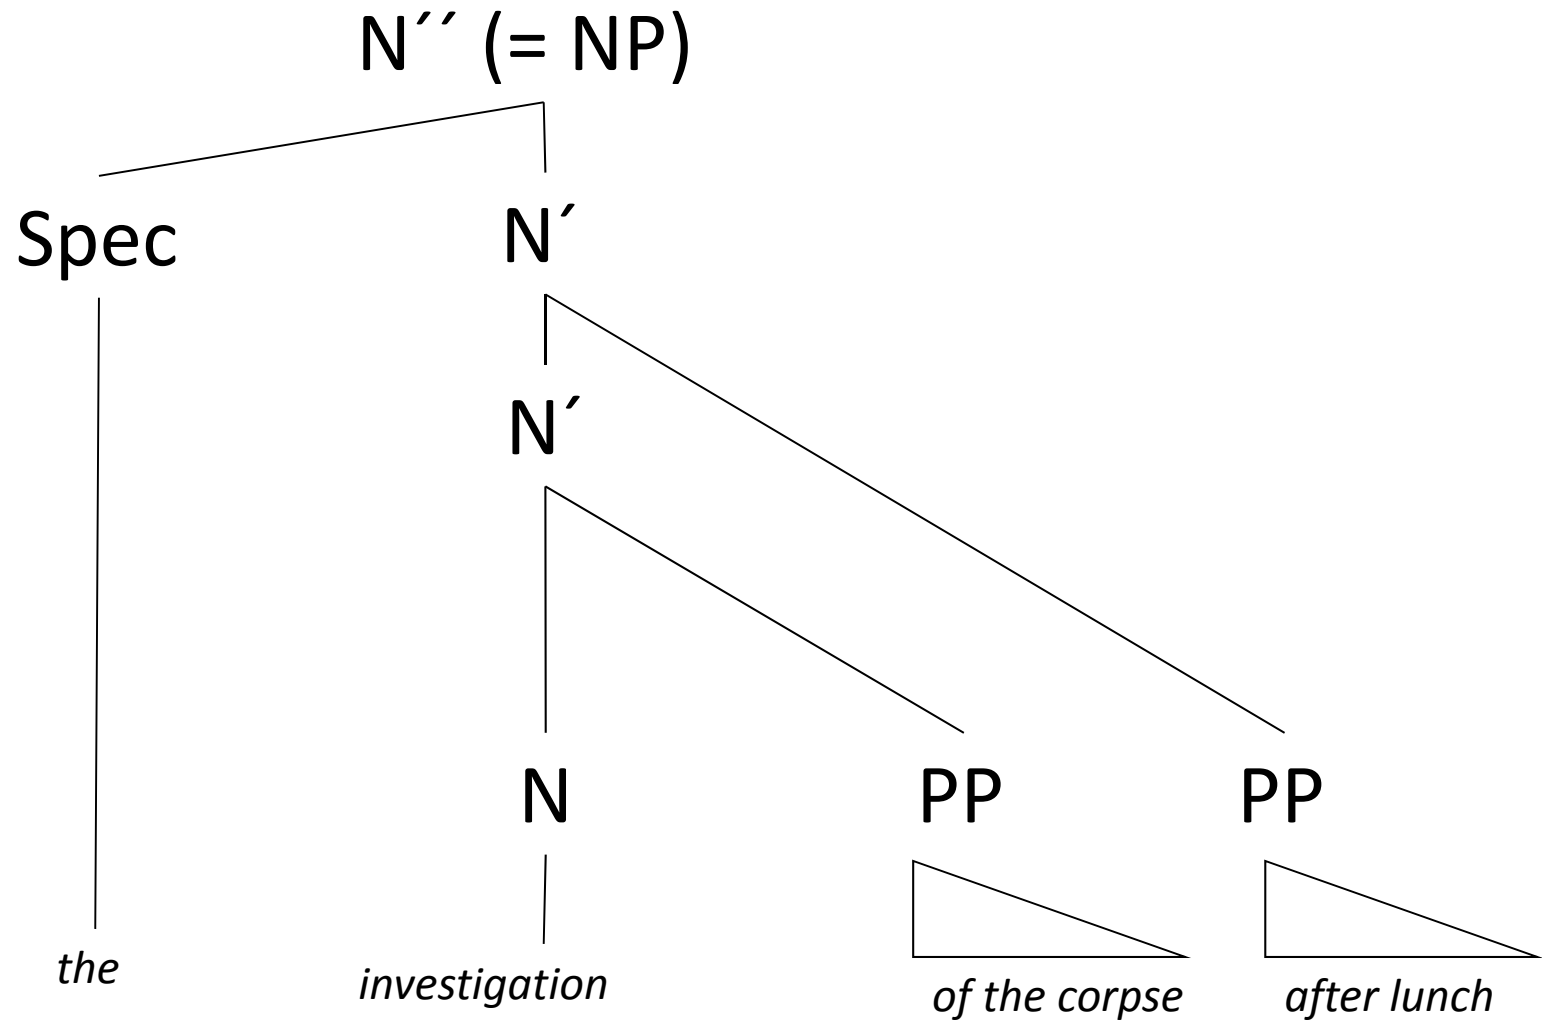 N´´ (= NP)
Spec N´
N´
N PP PP
the investigation of the corpse after lunch